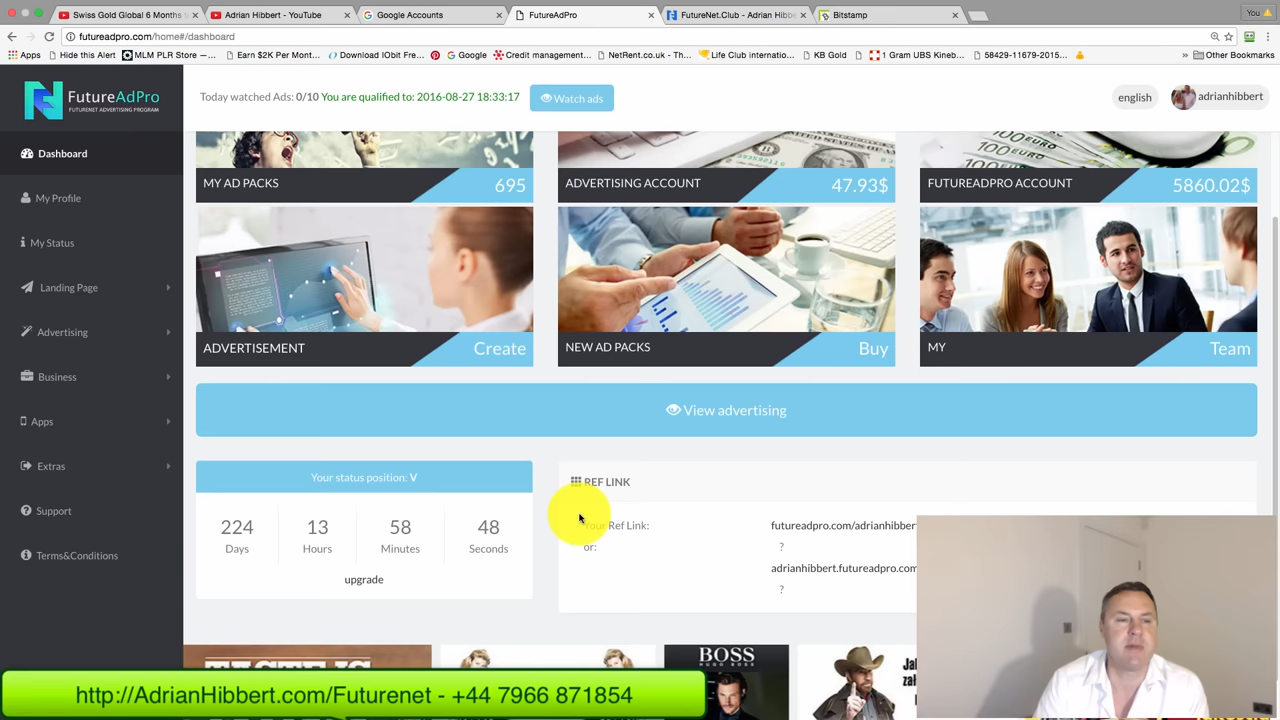 Swiss Gold Global 6 Months
Adrian Hibbert - YouTube
Google Accounts
FutureAdPro
FutureNet.Club - Adrian Hibb
Bitstamp
You
futureadpro.com/home#/dashboard
Apps
Hide this Alert
MLM PLR Store —...
Earn $2K Per Mont...
Download IObit Fre...
Google
Credit management...
NetRent.co.uk - Th...
Life Club internatio...
KB Gold
1 Gram UBS Kineb...
58429-11679-2015...
»
Other Bookmarks
FutureAdPro
FUTURENET ADVERTISING PROGRAM
Today watched Ads: 0/10 You are qualified to: 2016-08-27 18:33:17
Watch ads
english
adrianhibbert
Dashboard
My Profile
My Status
Landing Page
Advertising
Business
Apps
Extras
Support
Terms&Conditions
MY AD PACKS
695
ADVERTISING ACCOUNT
47.93$
FUTUREADPRO ACCOUNT
5860.02$
ADVERTISEMENT
Create
NEW AD PACKS
Buy
MY
Team
View advertising
Your status position: V
224
13
58
48
Days
Hours
Minutes
Seconds
upgrade
REF LINK
Your Ref Link:
futureadpro.com/adrianhibbert
or:
?
adrianhibbert.futureadpro.com
?
BOSS
HUGO BOSS
http://AdrianHibbert.com/Futurenet - +44 7966 871854